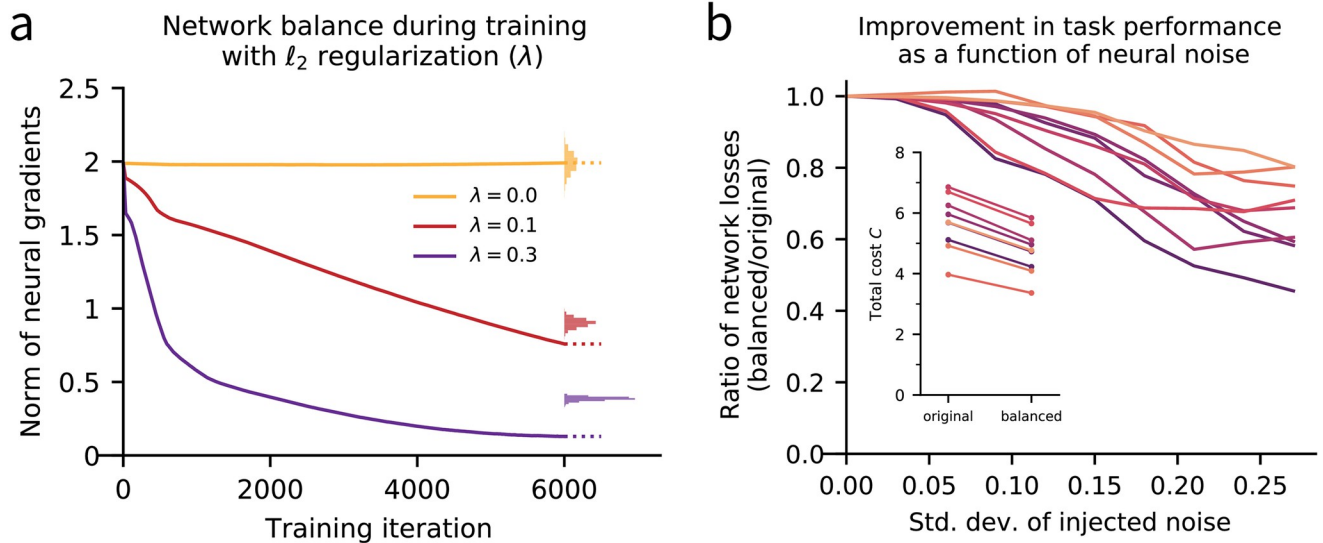 a
Network balance during training
with ℓ₂ regularization (λ)
Norm of neural gradients
2.5
2
1.5
1
0.5
0
λ = 0.0
λ = 0.1
λ = 0.3
0
2000
4000
6000
Training iteration
b
Improvement in task performance
as a function of neural noise
Ratio of network losses
(balanced/original)
1.0
0.8
0.6
0.4
0.2
0.0
Total cost C
8
6
4
2
0
original
balanced
0.00
0.05
0.10
0.15
0.20
0.25
Std. dev. of injected noise